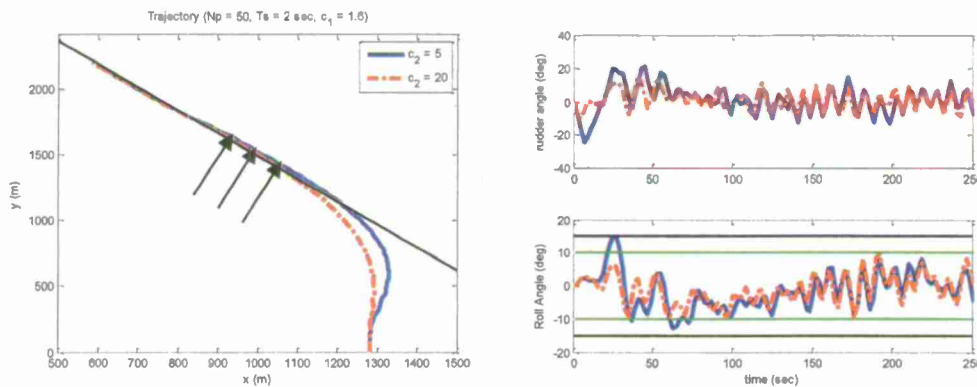 Trajectory (Np = 50, Ts = 2 sec, c1 = 1.6)
c2 = 5
c2 = 20
y (m)
2000
1500
1000
500
0
500 600 700 800 900 1000 1100 1200 1300 1400 1500
x (m)
rudder angle (deg)
40
20
0
-20
-40
0 50 100 150 200 250
Roll Angle (deg)
20
10
0
-10
-20
0 50 100 150 200 250
time (sec)